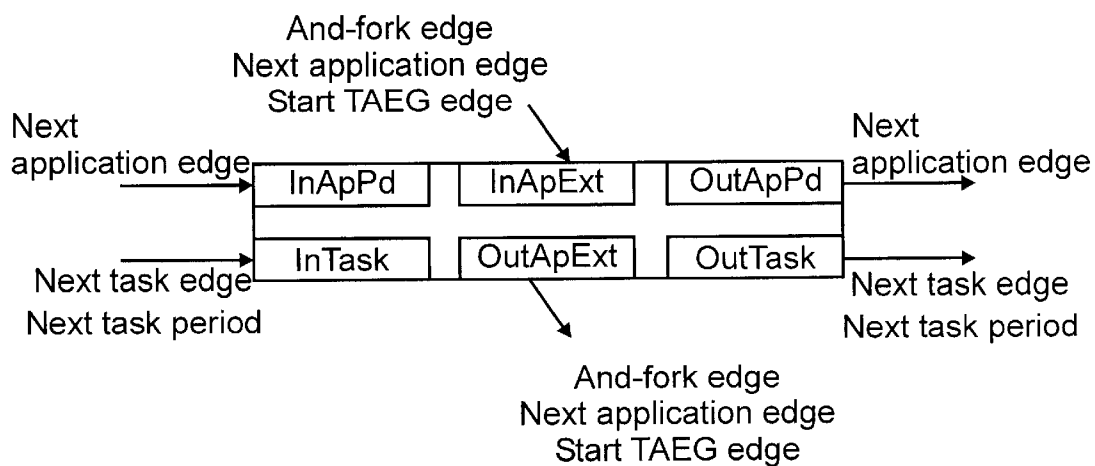 And-fork edge
Next application edge
Start TAEG edge
Next
application edge
Next
application edge
InApPd
InApExt
OutApPd
InTask
OutApExt
OutTask
Next task edge
Next task period
Next task edge
Next task period
And-fork edge
Next application edge
Start TAEG edge